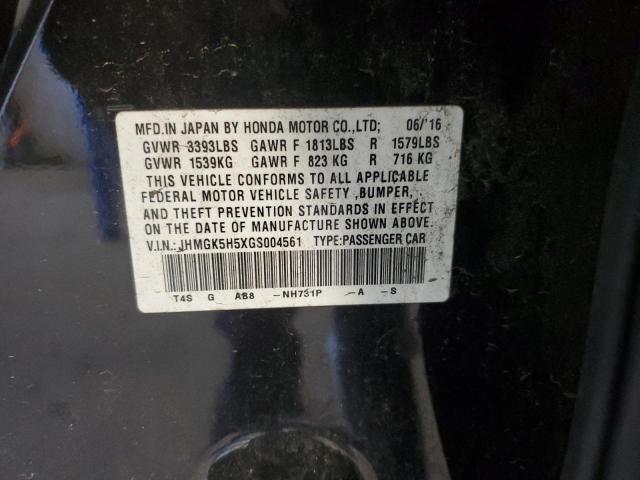 MFD.IN JAPAN BY HONDA MOTOR CO.,LTD; 06/'16
GVWR 3393LBS GAWR F 1813LBS R 1579LBS
GVWR 1539KG GAWR F 823 KG R 716 KG
THIS VEHICLE CONFORMS TO ALL APPLICABLE
FEDERAL MOTOR VEHICLE SAFETY ,BUMPER,
AND THEFT PREVENTION STANDARDS IN EFFECT
ON THE DATE OF MANUFACTURE SHOWN ABOVE.
V.I.N.: JHMGK5H5XGS004561 TYPE:PASSENGER CAR
T4S G AB8 -NH731P -A -S